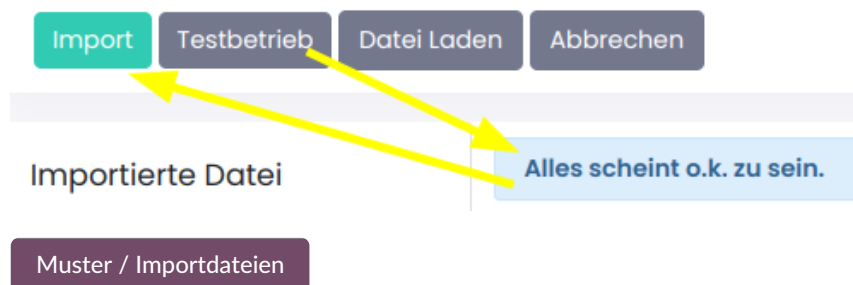 Import Testbetrieb Datei Laden Abbrechen
Importierte Datei Alles scheint o.k. zu sein.
Muster / Importdateien